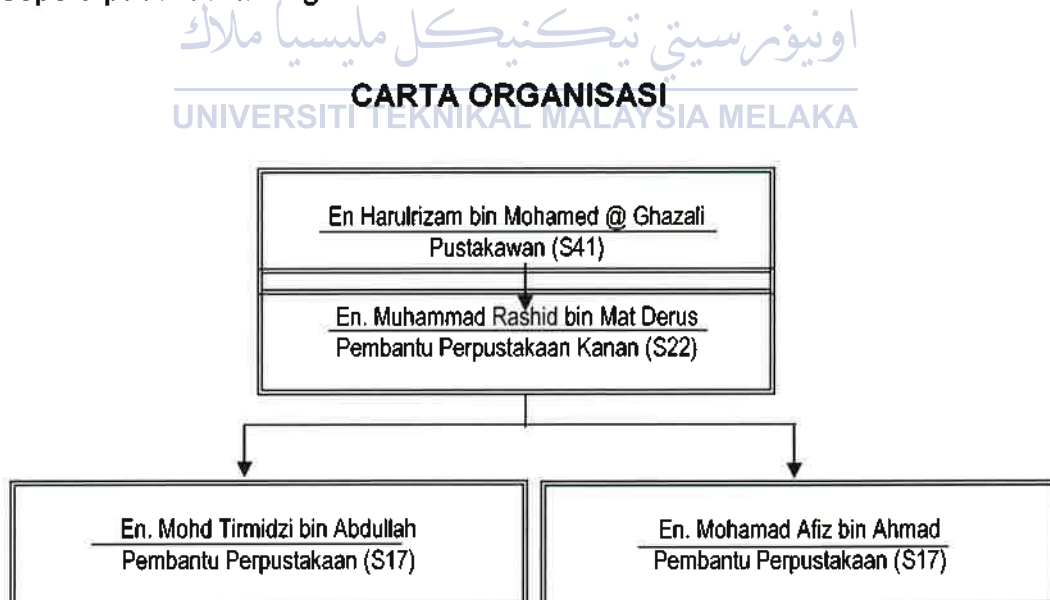 اونيۏرسيتي تيكنيكل مليسيا ملاك
CARTA ORGANISASI
UNIVERSITI TEKNIKAL MALAYSIA MELAKA
En Harulrizam bin Mohamed @ Ghazali
Pustakawan (S41)
En. Muhammad Rashid bin Mat Derus
Pembantu Perpustakaan Kanan (S22)
En. Mohd Tirmidzi bin Abdullah
Pembantu Perpustakaan (S17)
En. Mohamad Afiz bin Ahmad
Pembantu Perpustakaan (S17)